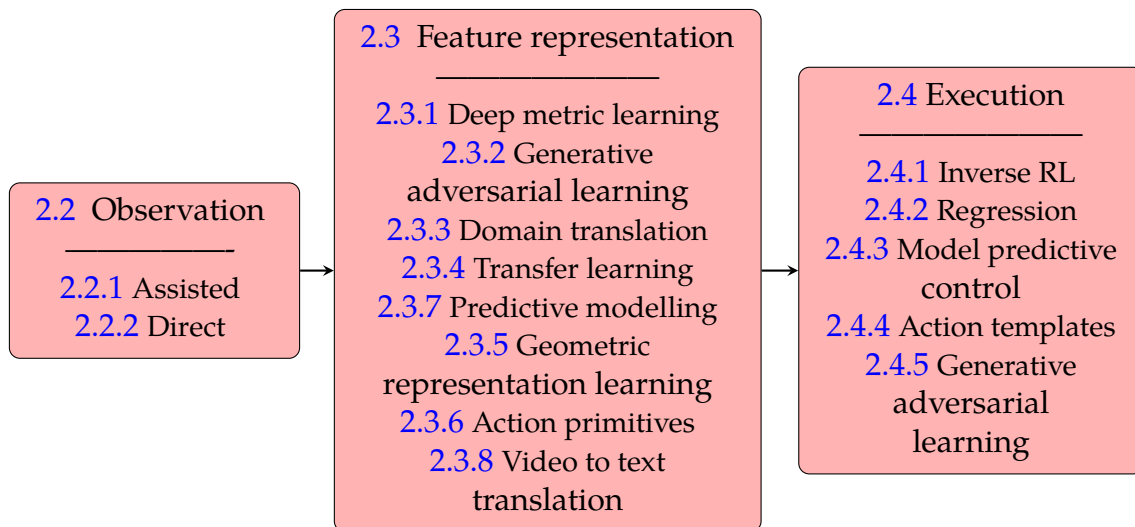 2.2 Observation
2.2.1 Assisted
2.2.2 Direct
2.3 Feature representation
2.3.1 Deep metric learning
2.3.2 Generative
adversarial learning
2.3.3 Domain translation
2.3.4 Transfer learning
2.3.7 Predictive modelling
2.3.5 Geometric
representation learning
2.3.6 Action primitives
2.3.8 Video to text
translation
2.4 Execution
2.4.1 Inverse RL
2.4.2 Regression
2.4.3 Model predictive
control
2.4.4 Action templates
2.4.5 Generative
adversarial
learning